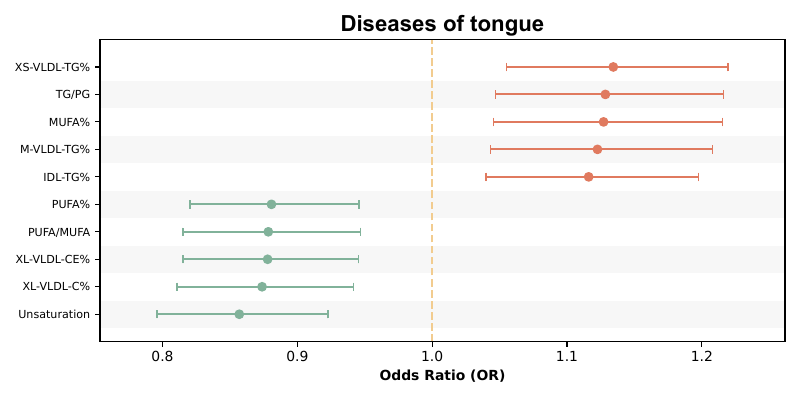 Diseases of tongue
XS-VLDL-TG%
TG/PG
MUFA%
M-VLDL-TG%
IDL-TG%
PUFA%
PUFA/MUFA
XL-VLDL-CE%
XL-VLDL-C%
Unsaturation
0.8 0.9 1.0 1.1 1.2
Odds Ratio (OR)